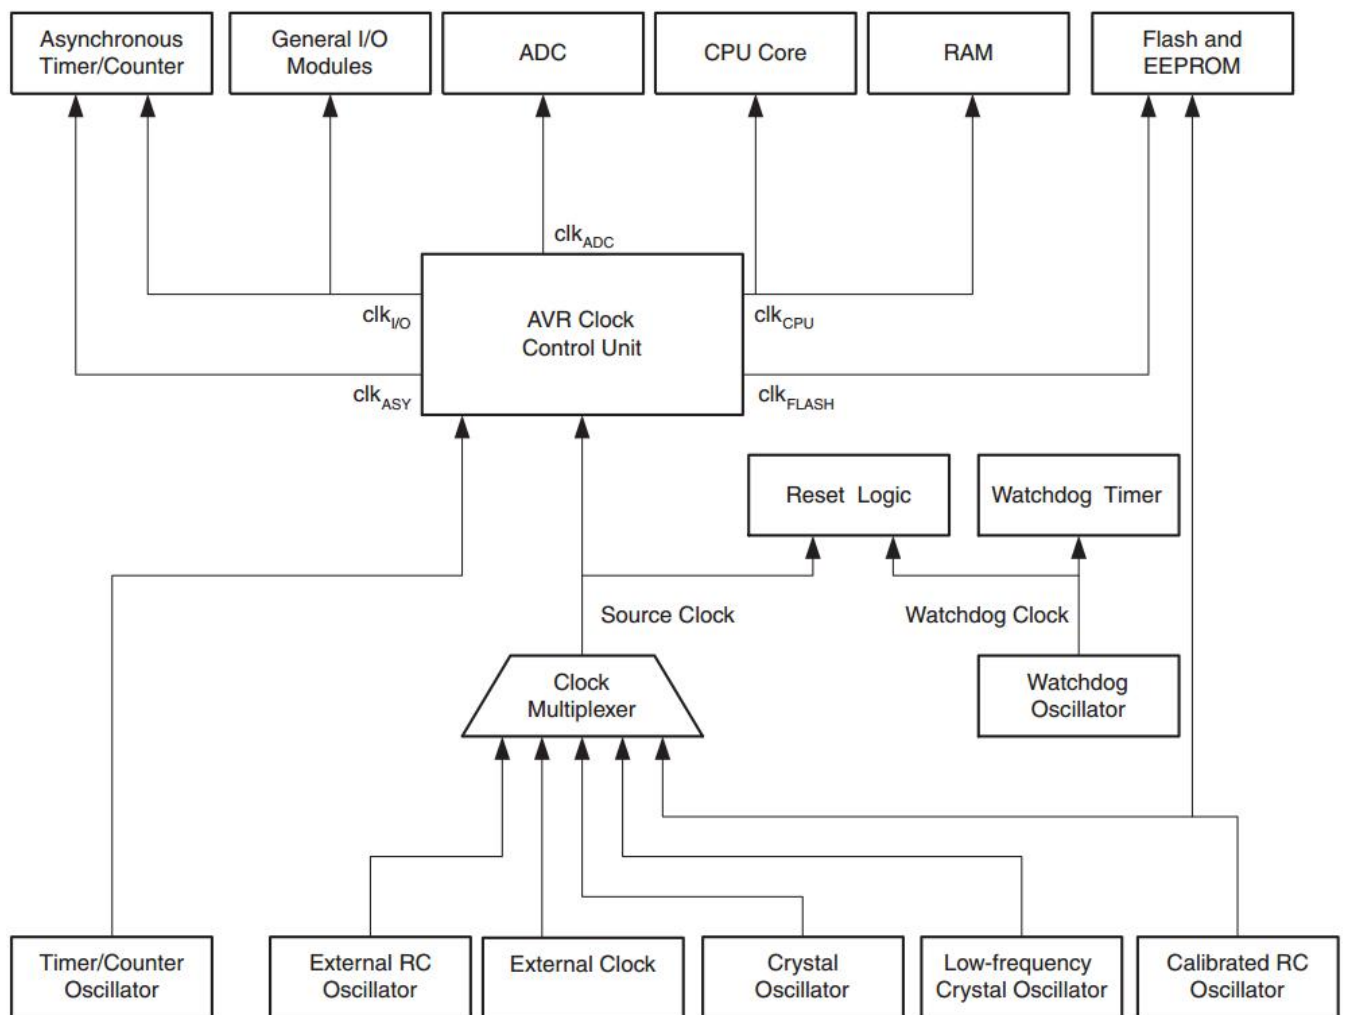 Asynchronous
Timer/Counter
General I/O
Modules
ADC
CPU Core
RAM
Flash and
EEPROM
clkADC
clkI/O
AVR Clock
Control Unit
clkCPU
clkASY
clkFLASH
Reset Logic
Watchdog Timer
Source Clock
Watchdog Clock
Clock
Multiplexer
Watchdog
Oscillator
Timer/Counter
Oscillator
External RC
Oscillator
External Clock
Crystal
Oscillator
Low-frequency
Crystal Oscillator
Calibrated RC
Oscillator